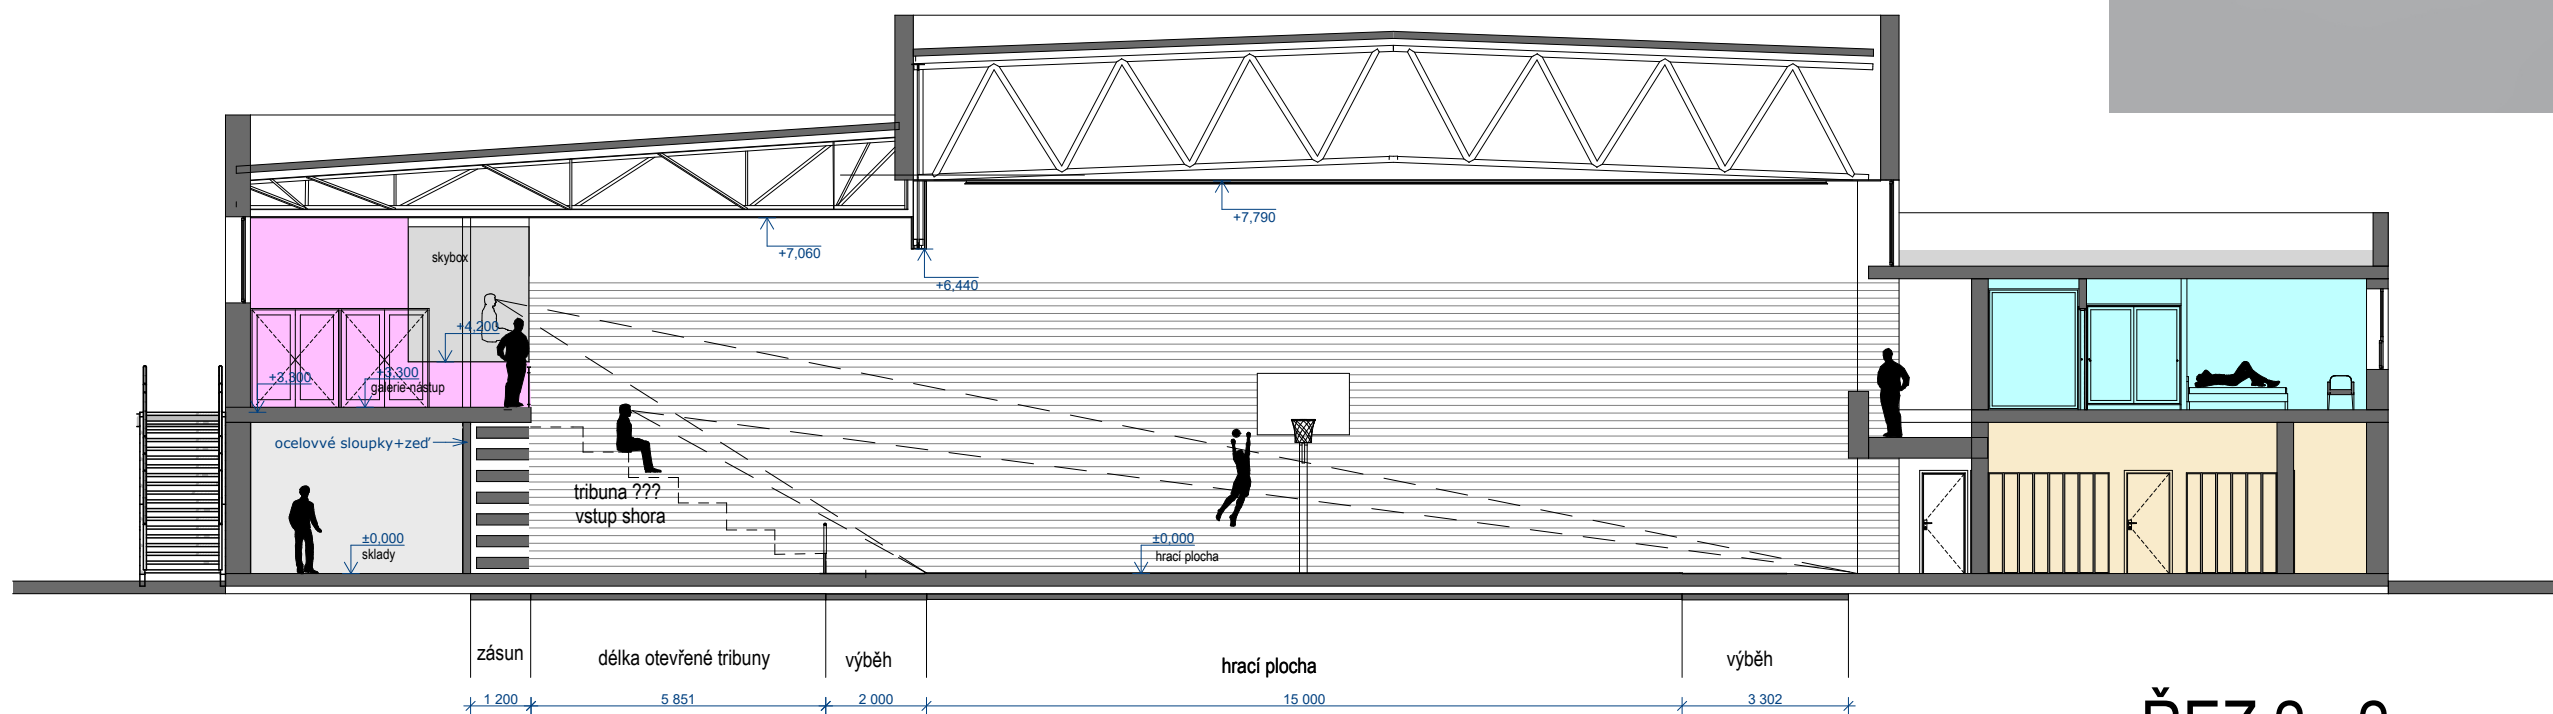 +7,790
+7,060
skybox
+6,440
+4,200
+3,300
+3,300
galerie-nástup
ocelovvé sloupky+zeď
tribuna ???
vstup shora
±0,000
sklady
±0,000
hrací plocha
zásun
délka otevřené tribuny
výběh
hrací plocha
výběh
1 200
5 851
2 000
15 000
3 302